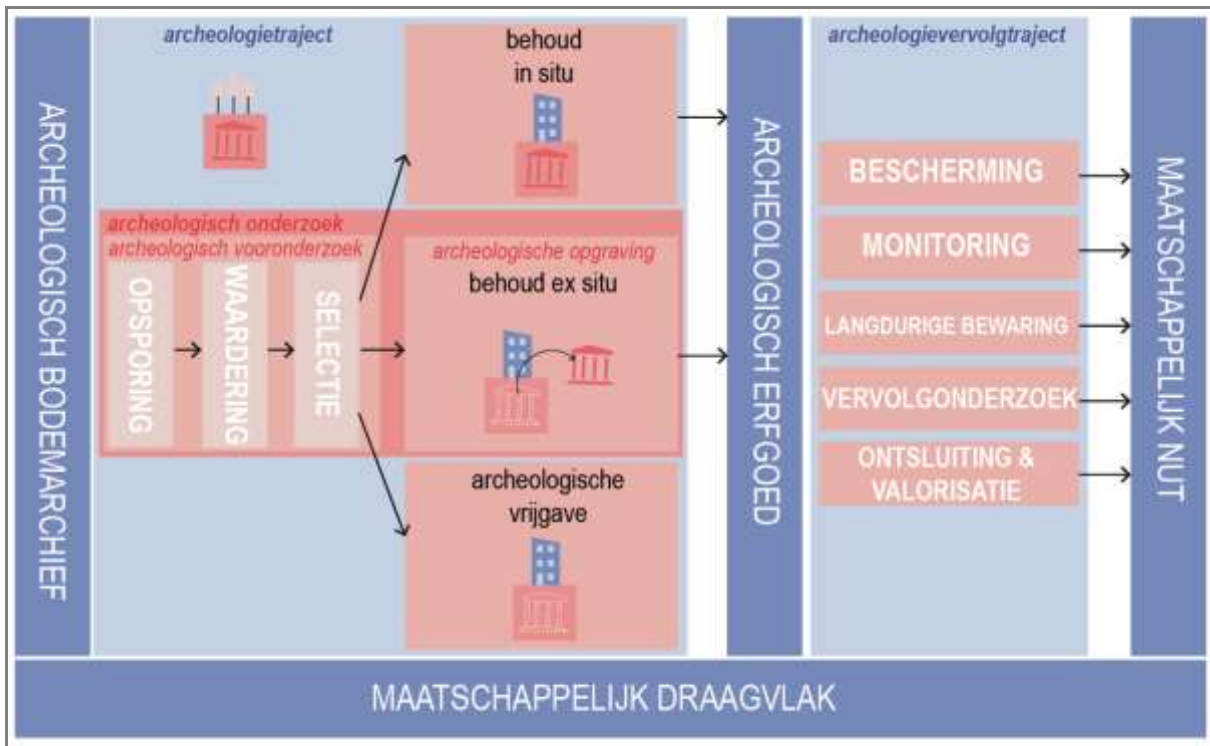 ARCHEOLOGISCH BODEMARCHIEF
archeologietraject
behoud
in situ
archeologisch onderzoek
archeologisch vooronderzoek
OPSPORING
WAARDERING
SELECTIE
archeologische opgraving
behoud ex situ
archeologische
vrijgave
ARCHEOLOGISCH ERFGOED
archeologievervolgtraject
BESCHERMING
MONITORING
LANGDURIGE BEWARING
VERVOLGONDERZOEK
ONTSLUITING &
VALORISATIE
MAATSCHAPPELIJK NUT
MAATSCHAPPELIJK DRAAGVLAK